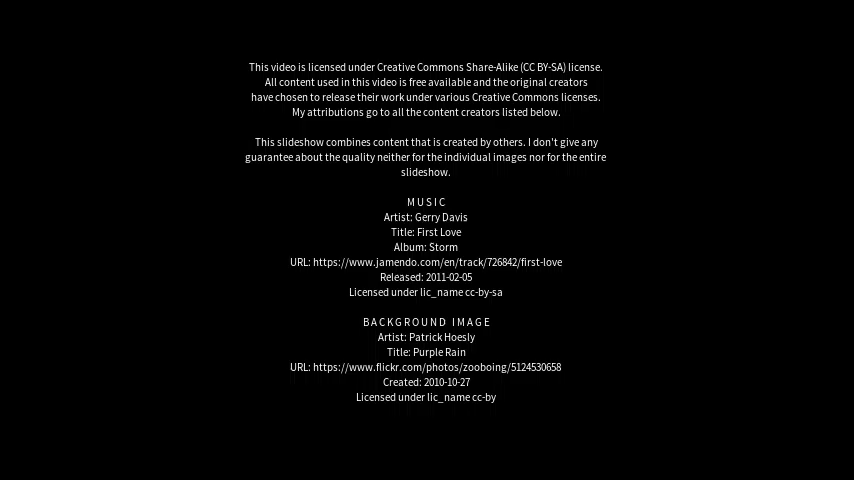 This video is licensed under Creative Commons Share-Alike (CC BY-SA) license.
All content used in this video is free available and the original creators
have chosen to release their work under various Creative Commons licenses.
My attributions go to all the content creators listed below.
This slideshow combines content that is created by others. I don't give any
guarantee about the quality neither for the individual images nor for the entire
slideshow.
MUSIC
Artist: Gerry Davis
Title: First Love
Album: Storm
URL: https://www.jamendo.com/en/track/726842/first-love
Released: 2011-02-05
Licensed under lic_name cc-by-sa
BACKGROUND IMAGE
Artist: Patrick Hoesly
Title: Purple Rain
URL: https://www.flickr.com/photos/zooboing/5124530658
Created: 2010-10-27
Licensed under lic_name cc-by